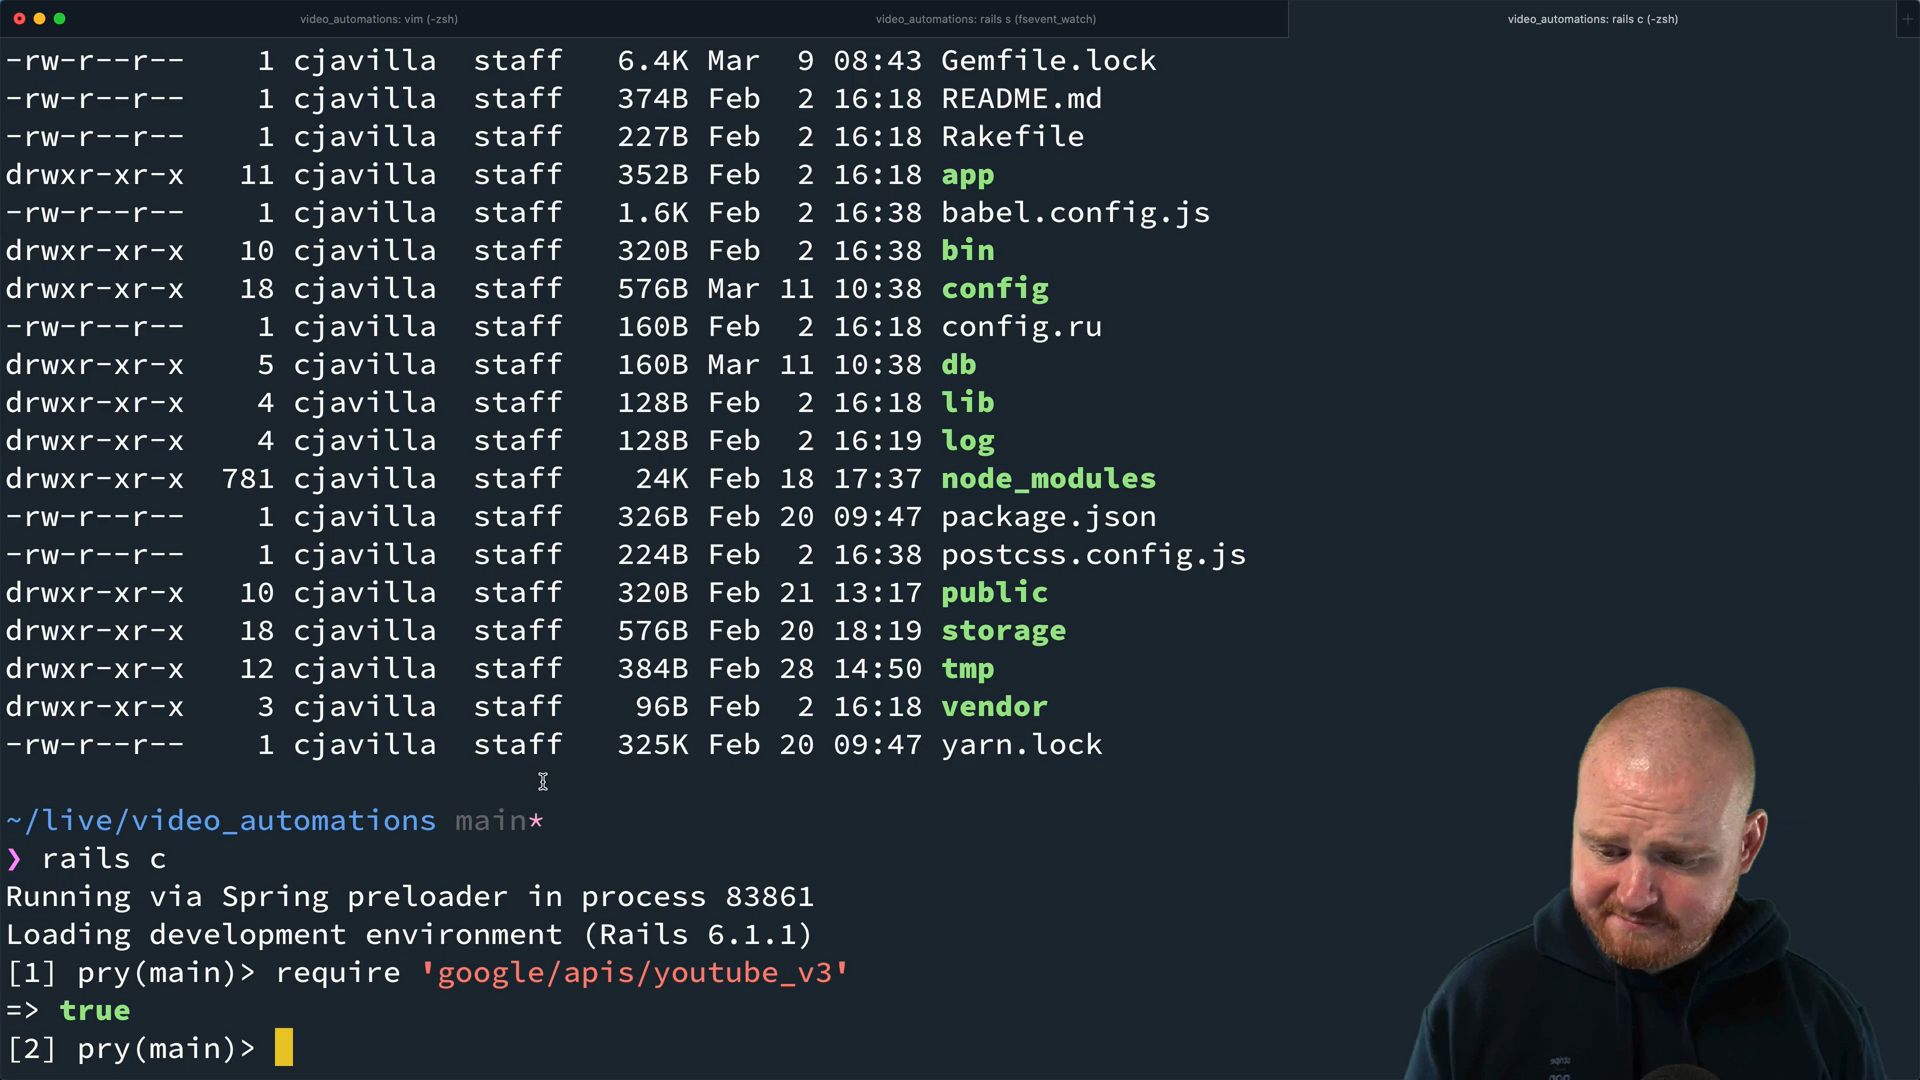 video_automations: vim (-zsh)
video_automations: rails s (fsevent_watch)
video_automations: rails c (-zsh)
-rw-r--r--   1 cjavilla  staff   6.4K Mar  9 08:43 Gemfile.lock
-rw-r--r--   1 cjavilla  staff   374B Feb  2 16:18 README.md
-rw-r--r--   1 cjavilla  staff   227B Feb  2 16:18 Rakefile
drwxr-xr-x  11 cjavilla  staff   352B Feb  2 16:18 app
-rw-r--r--   1 cjavilla  staff   1.6K Feb  2 16:38 babel.config.js
drwxr-xr-x  10 cjavilla  staff   320B Feb  2 16:38 bin
drwxr-xr-x  18 cjavilla  staff   576B Mar 11 10:38 config
-rw-r--r--   1 cjavilla  staff   160B Feb  2 16:18 config.ru
drwxr-xr-x   5 cjavilla  staff   160B Mar 11 10:38 db
drwxr-xr-x   4 cjavilla  staff   128B Feb  2 16:18 lib
drwxr-xr-x   4 cjavilla  staff   128B Feb  2 16:19 log
drwxr-xr-x  781 cjavilla  staff    24K Feb 18 17:37 node_modules
-rw-r--r--   1 cjavilla  staff   326B Feb 20 09:47 package.json
-rw-r--r--   1 cjavilla  staff   224B Feb  2 16:38 postcss.config.js
drwxr-xr-x  10 cjavilla  staff   320B Feb 21 13:17 public
drwxr-xr-x  18 cjavilla  staff   576B Feb 20 18:19 storage
drwxr-xr-x  12 cjavilla  staff   384B Feb 28 14:50 tmp
drwxr-xr-x   3 cjavilla  staff    96B Feb  2 16:18 vendor
-rw-r--r--   1 cjavilla  staff   325K Feb 20 09:47 yarn.lock
~/live/video_automations main*
❯ rails c
Running via Spring preloader in process 83861
Loading development environment (Rails 6.1.1)
[1] pry(main)> require 'google/apis/youtube_v3'
=> true
[2] pry(main)>